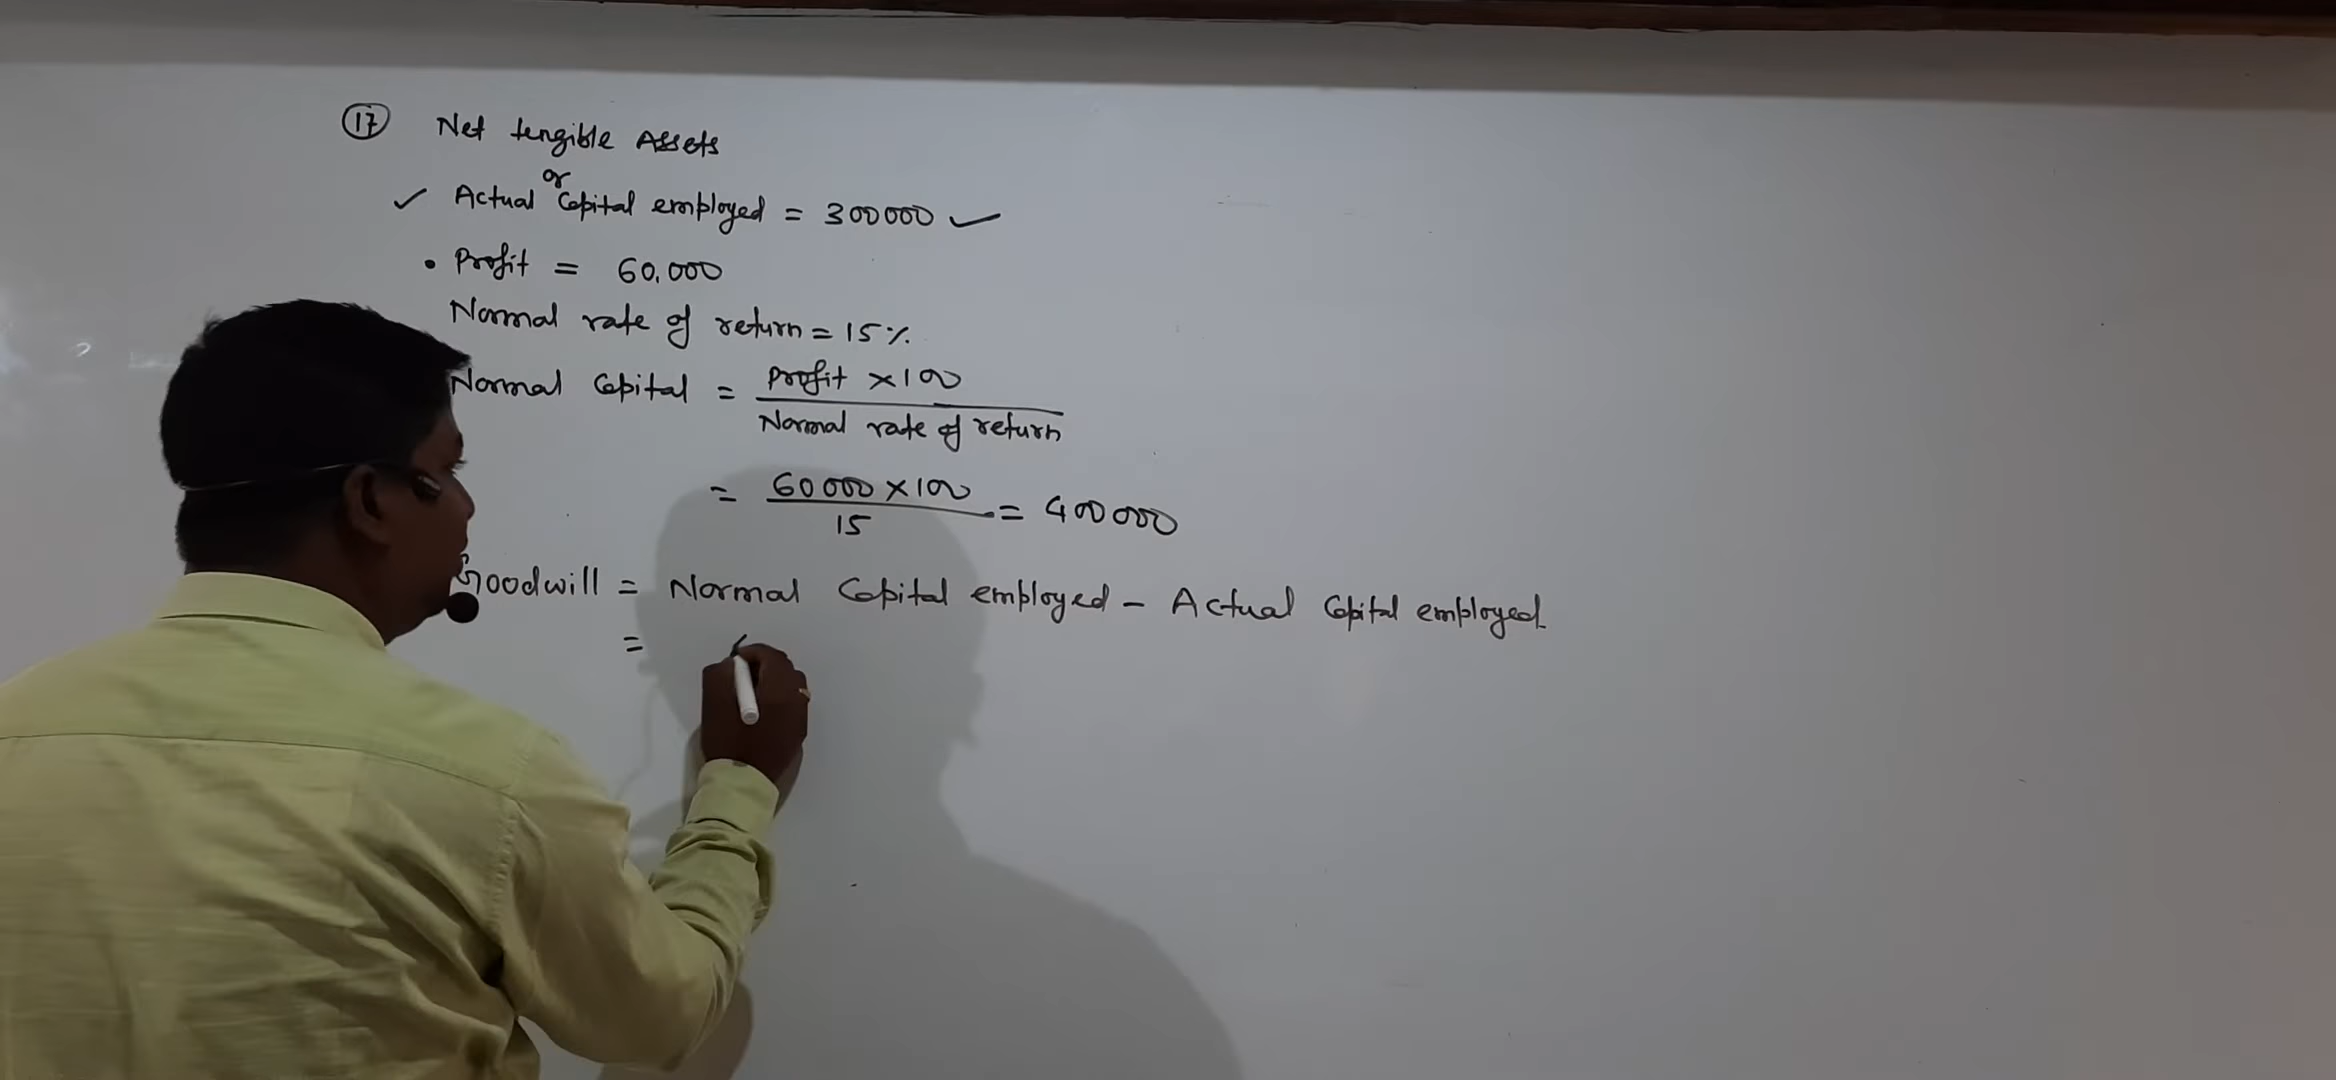 17 Net tengible Assets
or
✓ Actual Capital employed = 300000 ✓
• Profit = 60,000
Normal rate of return = 15%
Normal Capital = Profit × 100
Normal rate of return
= 60000 × 100
15
= 400000
Goodwill = Normal Capital employed - Actual Capital employed
=